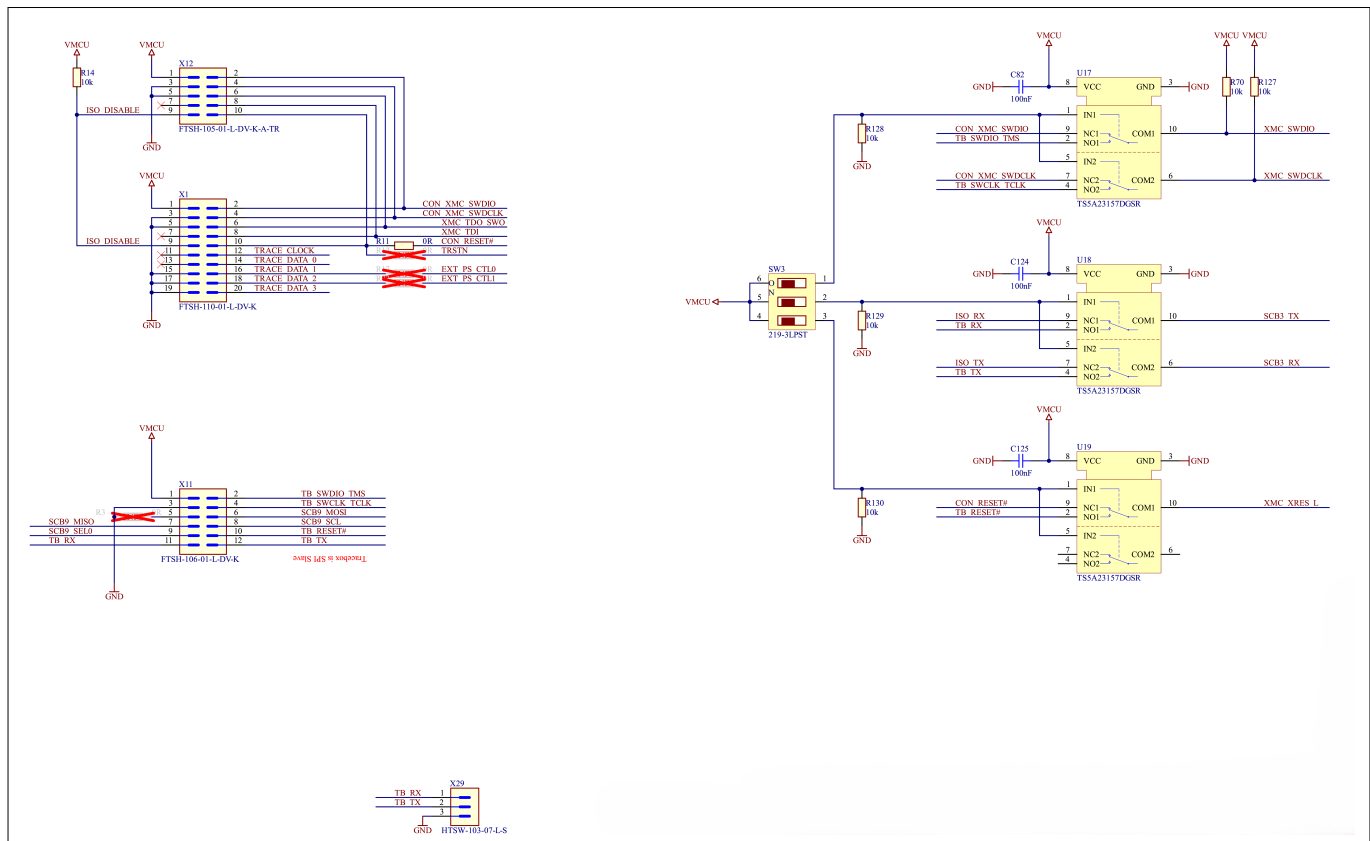 VMCU
VMCU
R14
10k
X12
1 2
3 4
5 6
7 8
9 10
ISO_DISABLE
FTSH-105-01-L-DV-K-A-TR
GND
VMCU
X1
1 2 CON_XMC_SWDIO
3 4 CON_XMC_SWDCLK
5 6 XMC_TDO_SWO
7 8 XMC_TDI
ISO_DISABLE 9 10 R11 0R CON_RESET#
11 12 TRACE_CLOCK TRSTN
13 14 TRACE_DATA_0
15 16 TRACE_DATA_1 EXT_PS_CTL0
17 18 TRACE_DATA_2 EXT_PS_CTL1
19 20 TRACE_DATA_3
FTSH-110-01-L-DV-K
GND
VMCU
X11
1 2 TB_SWDIO_TMS
3 4 TB_SWCLK_TCLK
R3 5 6 SCB9_MOSI
SCB9_MISO 7 8 SCB9_SCL
SCB9_SEL0 9 10 TB_RESET#
TB_RX 11 12 TB_TX
FTSH-106-01-L-DV-K
Tracebox is SPI Slave
GND
X29
TB_RX 1
TB_TX 2
3
GND
HTSW-103-07-L-S
SW3
6 O 1
N
VMCU 5 2
4 3
219-3LPST
R128
10k
GND
R129
10k
GND
R130
10k
GND
VMCU
C82
GND
100nF
U17
8 VCC GND 3 GND
1 IN1
CON_XMC_SWDIO 9 NC1 COM1 10 XMC_SWDIO
TB_SWDIO_TMS 2 NO1
5 IN2
CON_XMC_SWDCLK 7 NC2 COM2 6 XMC_SWDCLK
TB_SWCLK_TCLK 4 NO2
TS5A23157DGSR
VMCU VMCU
R70 R127
10k 10k
VMCU
C124
GND
100nF
U18
8 VCC GND 3 GND
1 IN1
ISO_RX 9 NC1 COM1 10 SCB3_TX
TB_RX 2 NO1
5 IN2
ISO_TX 7 NC2 COM2 6 SCB3_RX
TB_TX 4 NO2
TS5A23157DGSR
VMCU
C125
GND
100nF
U19
8 VCC GND 3 GND
1 IN1
CON_RESET# 9 NC1 COM1 10 XMC_XRES_L
TB_RESET# 2 NO1
5 IN2
7 NC2 COM2 6
4 NO2
TS5A23157DGSR